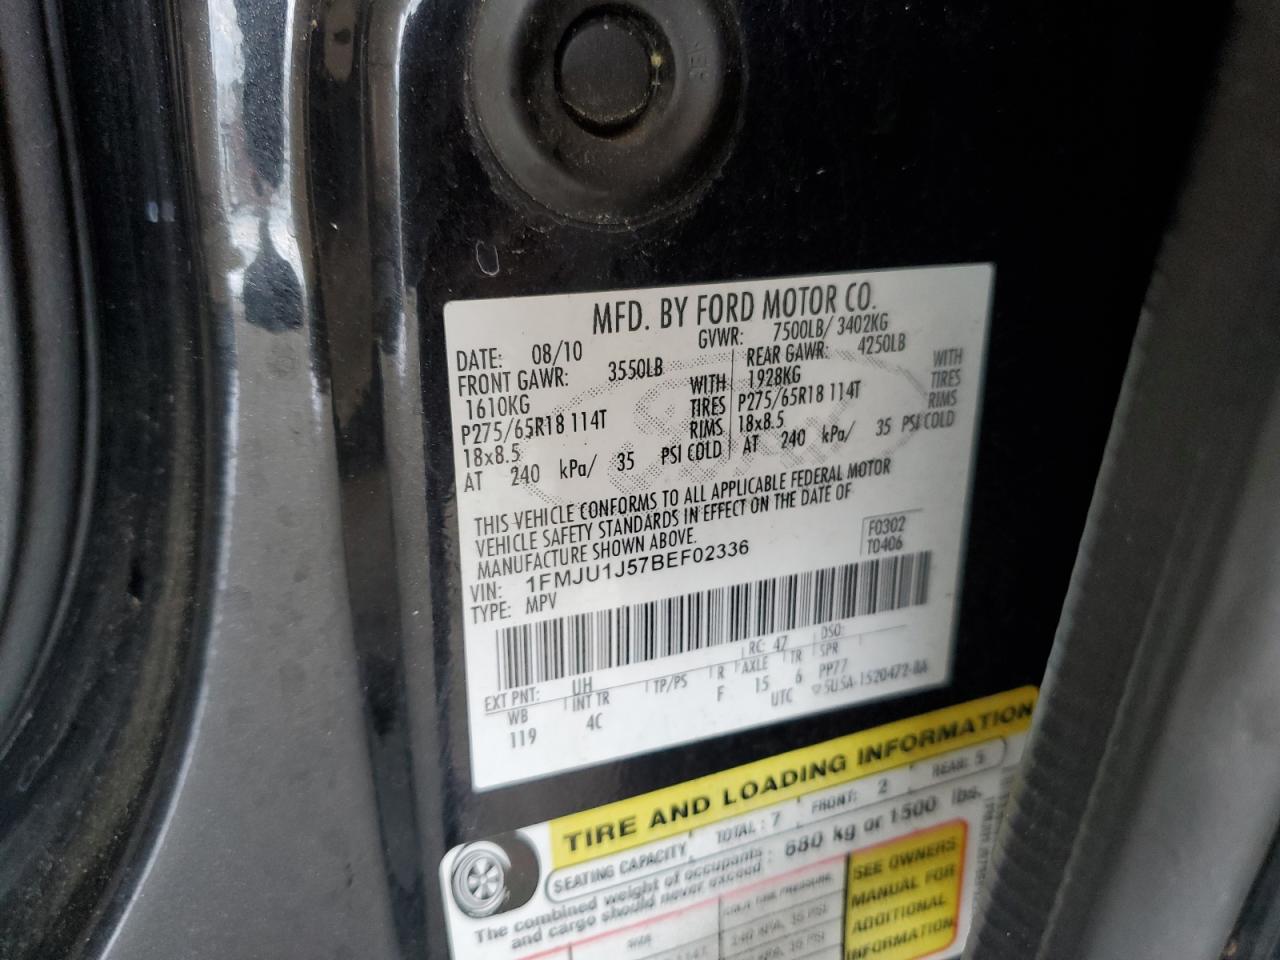 MFD. BY FORD MOTOR CO.
DATE: 08/10 GVWR: 7500LB/ 3402KG
FRONT GAWR: 3550LB REAR GAWR: 4250LB
1610KG WITH 1928KG WITH
P275/65R18 114T TIRES P275/65R18 114T TIRES
18x8.5 RIMS 18x8.5 RIMS
AT 240 kPa/ 35 PSI COLD AT 240 kPa/ 35 PSI COLD
THIS VEHICLE CONFORMS TO ALL APPLICABLE FEDERAL MOTOR
VEHICLE SAFETY STANDARDS IN EFFECT ON THE DATE OF
MANUFACTURE SHOWN ABOVE.
F0302
T0406
VIN: 1FMJU1J57BEF02336
TYPE: MPV
EXT PNT: UH RC: 47 DSO:
WB INT TR TP/PS R AXLE TR SPR
119 4C F 15 6 PP77
UTC ▽5USA-1520472-BA
TIRE AND LOADING INFORMATION
SEATING CAPACITY TOTAL: 7 FRONT: 2 REAR: 5
The combined weight of occupants and cargo should never exceed : 680 kg or 1500 lbs.
SEE OWNERS
MANUAL FOR
ADDITIONAL
INFORMATION